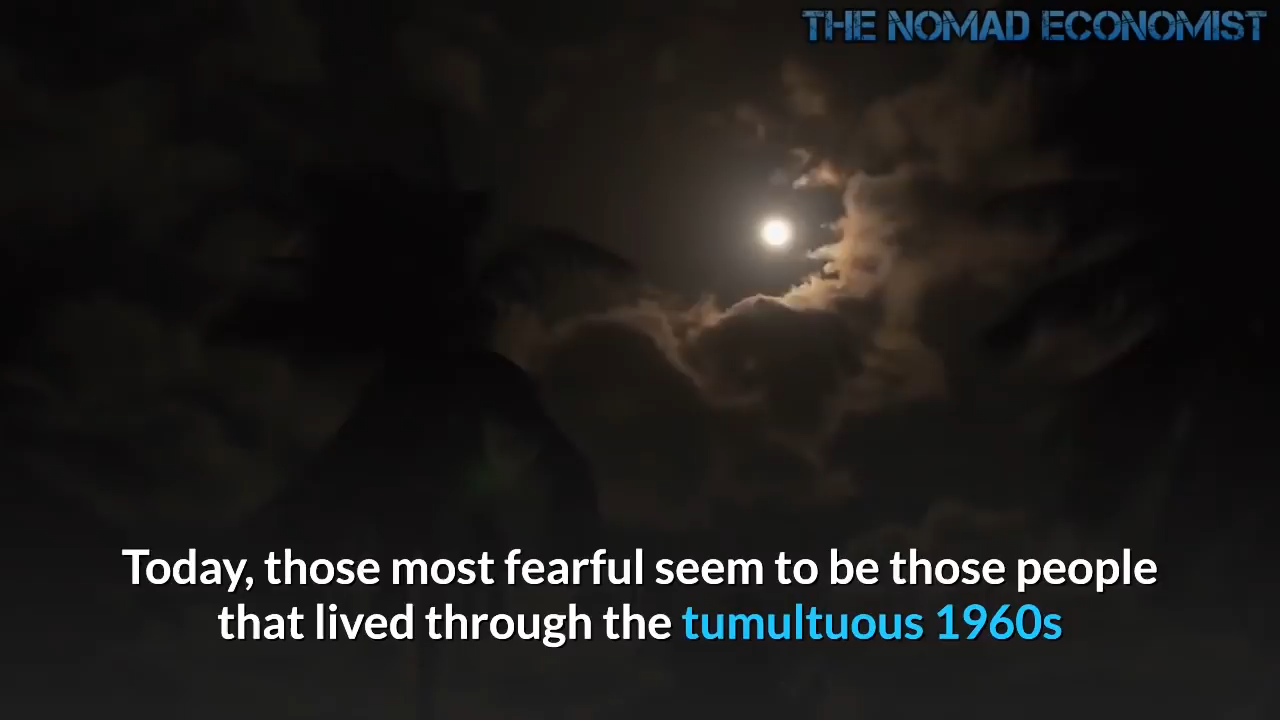 THE NOMAD ECONOMIST
Today, those most fearful seem to be those people
that lived through the tumultuous 1960s